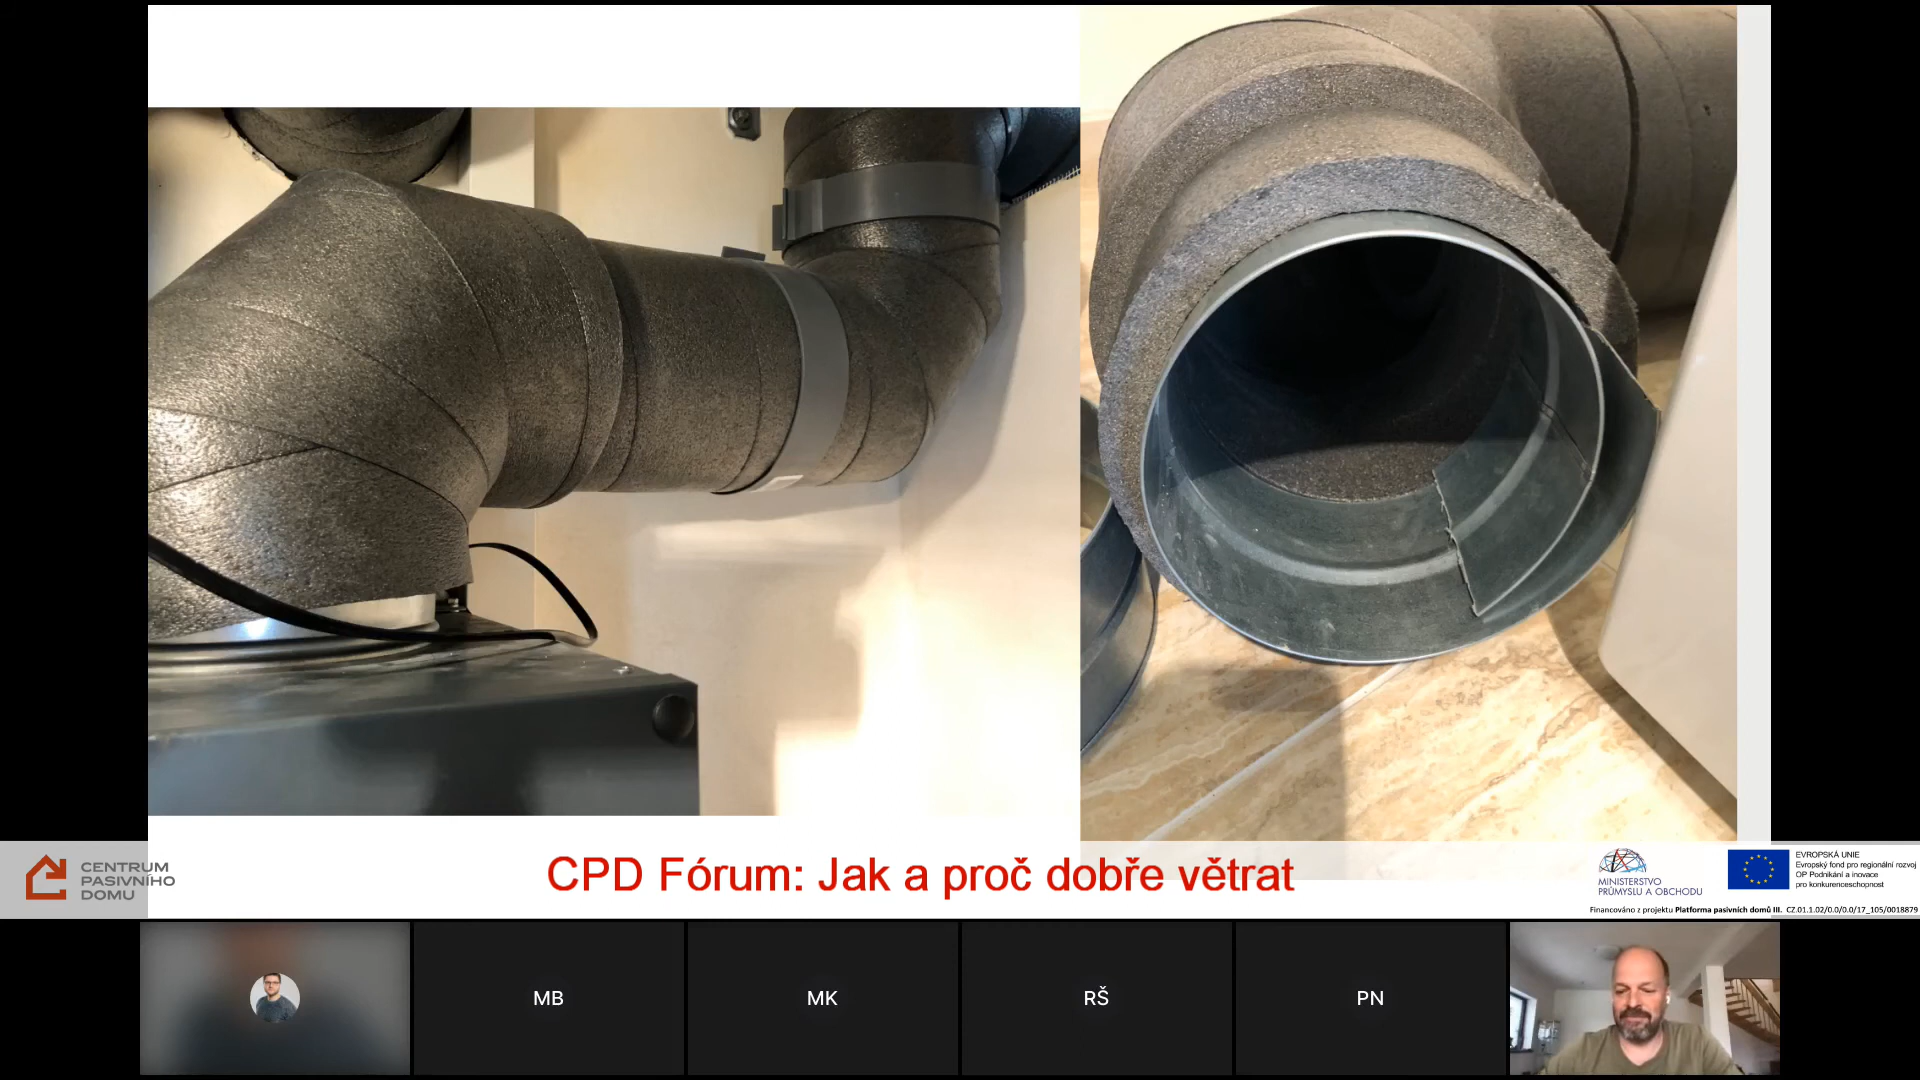 CENTRUM
PASIVNÍHO
DOMU
CPD Fórum: Jak a proč dobře větrat
MINISTERSTVO
PRŮMYSLU A OBCHODU
EVROPSKÁ UNIE
Evropský fond pro regionální rozvoj
OP Podnikání a inovace
pro konkurenceschopnost
Financováno z projektu Platforma pasivních domů III. CZ.01.1.02/0.0/0.0/17_105/0018879
MB
MK
RŠ
PN